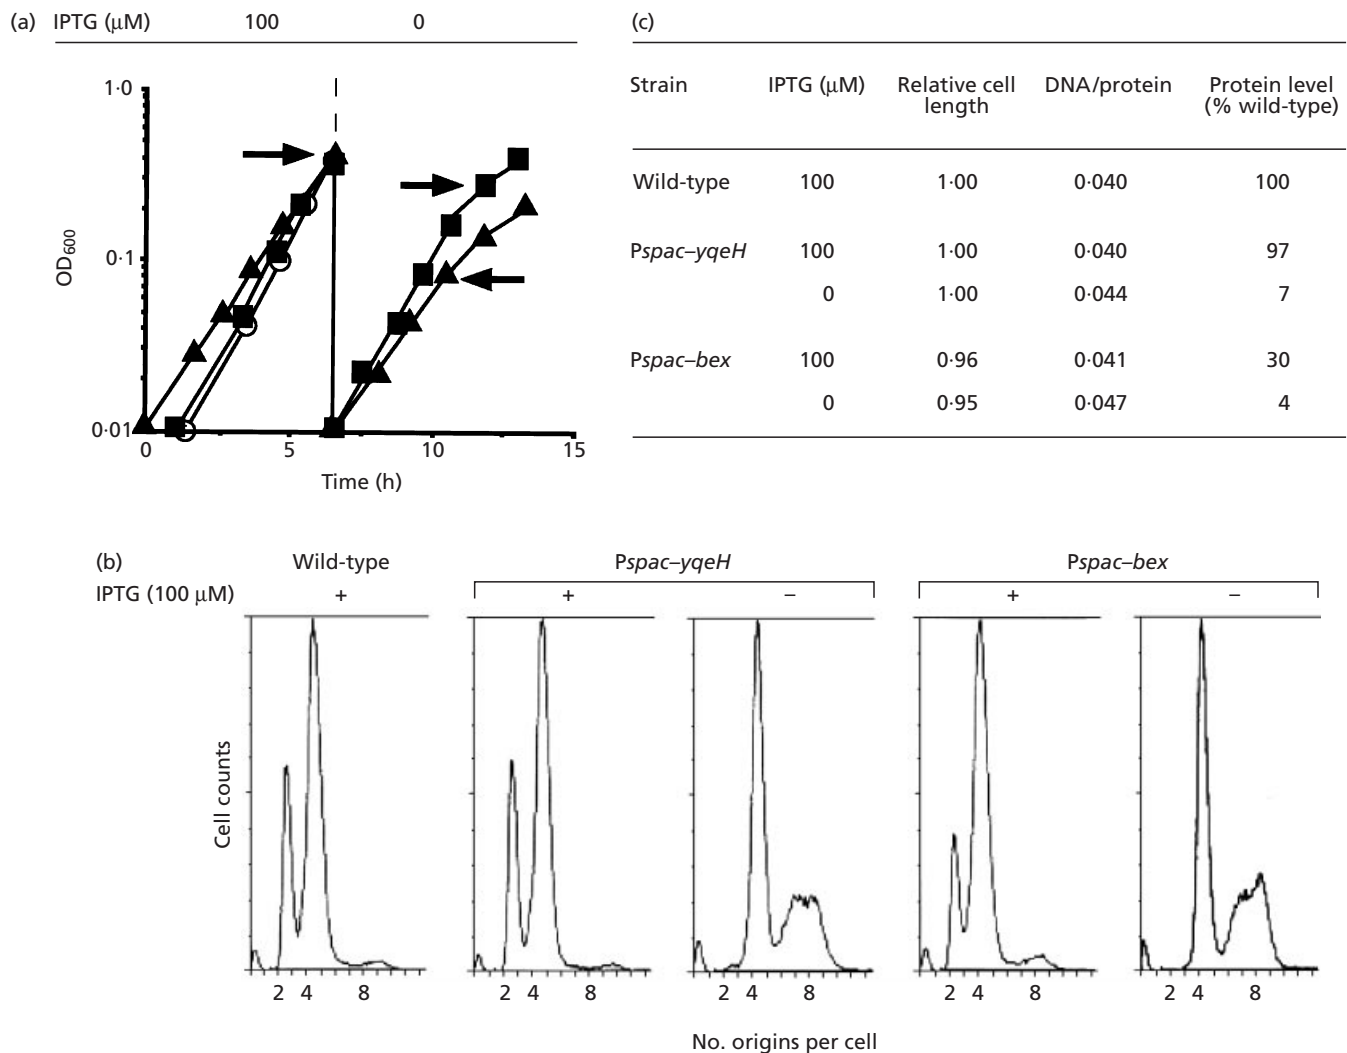 (a) IPTG (μM) 100 0
1·0
0·1
0·01
OD600
0 5 10 15
Time (h)
(c)
Strain IPTG (μM) Relative cell length DNA/protein Protein level (% wild-type)
Wild-type 100 1·00 0·040 100
Pspac–yqeH 100 1·00 0·040 97
0 1·00 0·044 7
Pspac–bex 100 0·96 0·041 30
0 0·95 0·047 4
(b) Wild-type Pspac–yqeH Pspac–bex
IPTG (100 μM) + + – + –
Cell counts
2 4 8 2 4 8 2 4 8 2 4 8 2 4 8
No. origins per cell